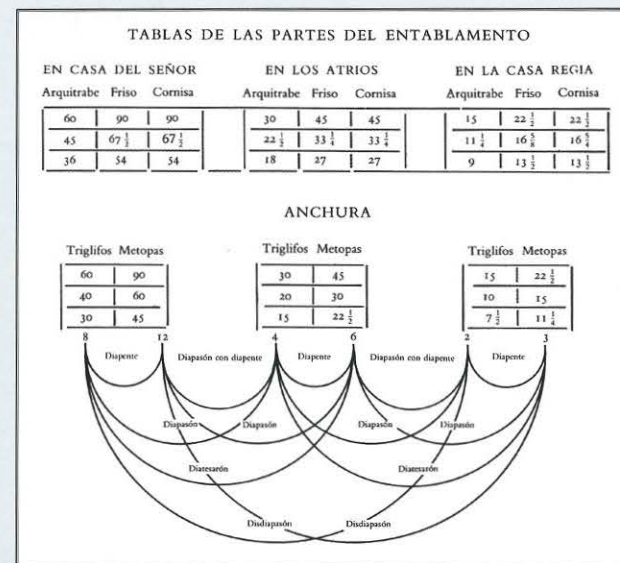 TABLAS DE LAS PARTES DEL ENTABLAMENTO
EN CASA DEL SEÑOR EN LOS ATRIOS EN LA CASA REGIA
Arquitrabe Friso Cornisa Arquitrabe Friso Cornisa Arquitrabe Friso Cornisa
60 90 90 30 45 45 15 22 ½ 22 ½
45 67 ½ 67 ½ 22 ½ 33 ¼ 33 ¼ 11 ¼ 16 ⅝ 16 5/4
36 54 54 18 27 27 9 13 ½ 13 ½
ANCHURA
Triglifos Metopas Triglifos Metopas Triglifos Metopas
60 90 30 45 15 22 ½
40 60 20 30 10 15
30 45 15 22 ½ 7 ½ 11 ¼
8 12 4 6 2 3
Diapente Diapasón con diapente Diapente Diapasón con diapente Diapente
Diapasón Diapasón Diapasón Diapasón
Diatesarón Diatesarón
Disdiapasón Disdiapasón